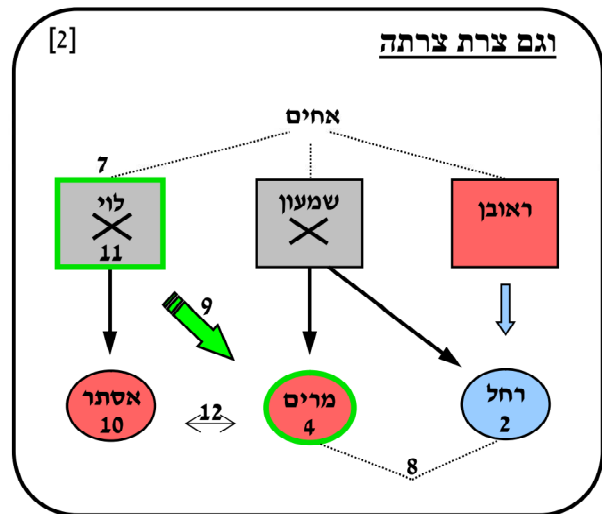 [2] וגם צרת צרתה
אחים
7
לוי שמעון ראובן
11
9
אסתר מרים רחל
10 12 4 2
8